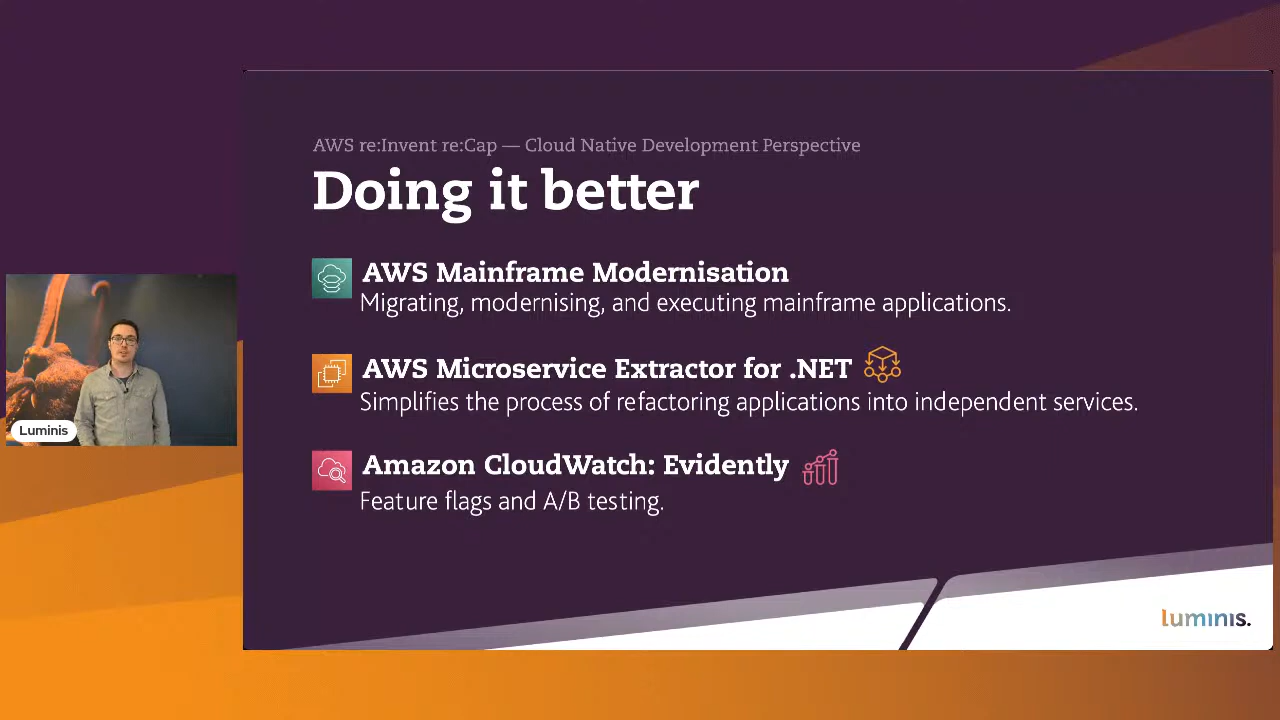 AWS re:Invent re:Cap — Cloud Native Development Perspective
Doing it better
AWS Mainframe Modernisation
Migrating, modernising, and executing mainframe applications.
AWS Microservice Extractor for .NET
Simplifies the process of refactoring applications into independent services.
Amazon CloudWatch: Evidently
Feature flags and A/B testing.
Luminis
luminis.